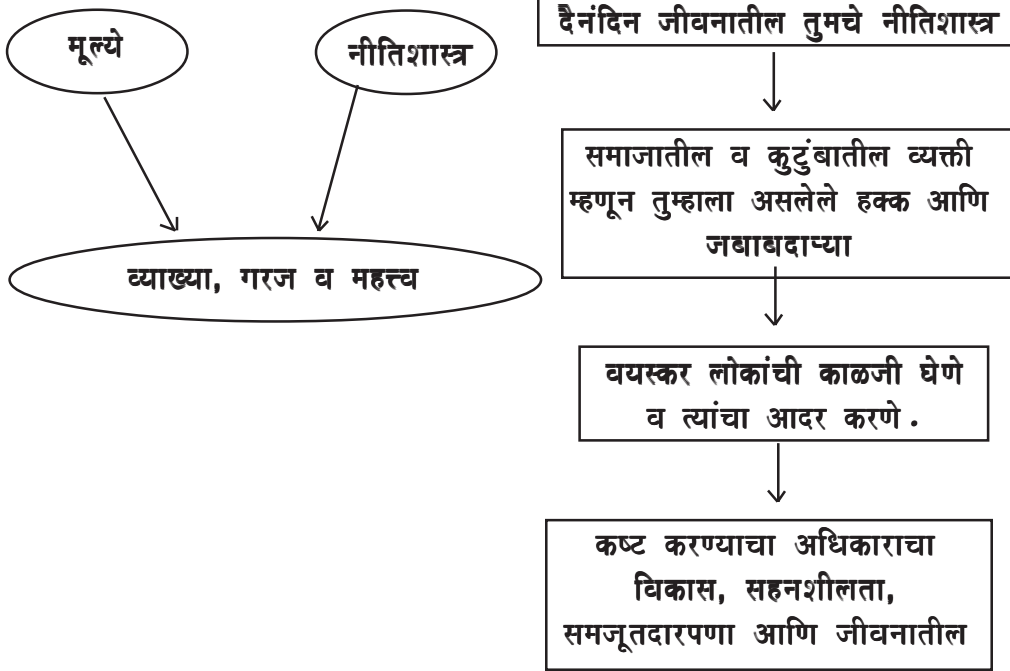 मूल्ये
नीतिशास्त्र
व्याख्या, गरज व महत्त्व
दैनंदिन जीवनातील तुमचे नीतिशास्त्र
समाजातील व कुटुंबातील व्यक्ती
म्हणून तुम्हाला असलेले हक्क आणि
जबाबदाऱ्या
वयस्कर लोकांची काळजी घेणे
व त्यांचा आदर करणे.
कष्ट करण्याचा अधिकाराचा
विकास, सहनशीलता,
समजूतदारपणा आणि जीवनातील